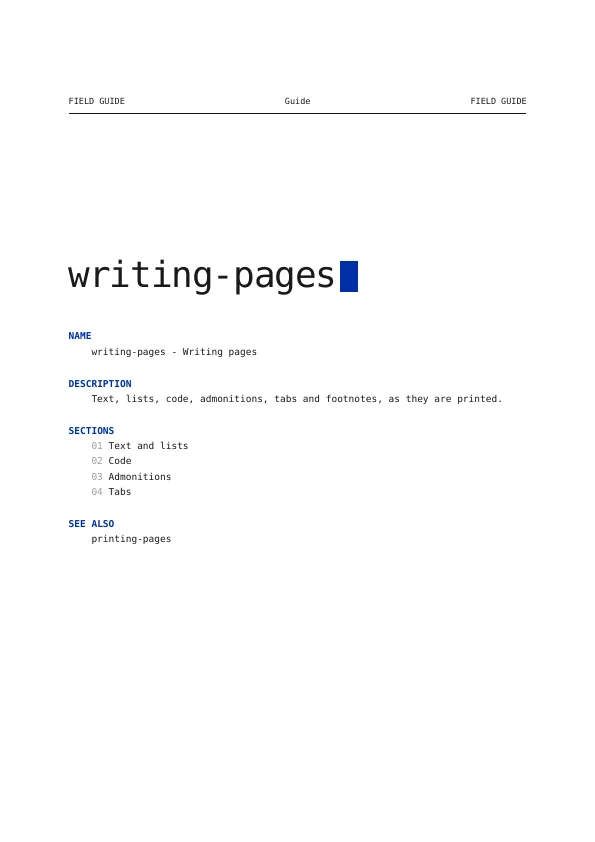 FIELD GUIDE Guide FIELD GUIDE
writing-pages
NAME
writing-pages - Writing pages
DESCRIPTION
Text, lists, code, admonitions, tabs and footnotes, as they are printed.
SECTIONS
01 Text and lists
02 Code
03 Admonitions
04 Tabs
SEE ALSO
printing-pages